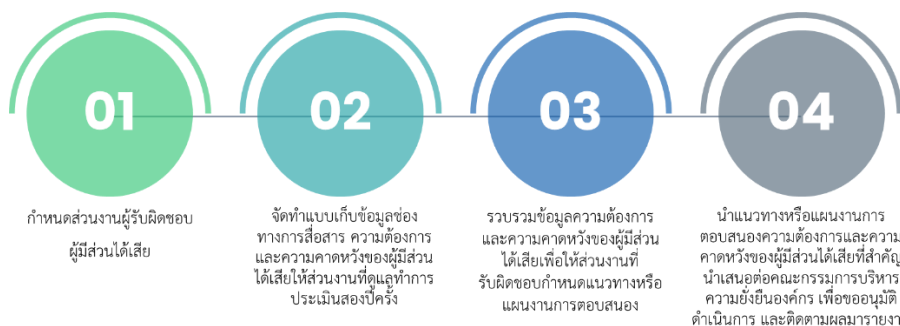 01
กำหนดส่วนงานผู้รับผิดชอบ
ผู้มีส่วนได้เสีย
02
จัดทำแบบเก็บข้อมูลช่อง
ทางการสื่อสาร ความต้องการ
และความคาดหวังของผู้มีส่วน
ได้เสียให้ส่วนงานที่ดูแลทำการ
ประเมินสองปีครั้ง
03
รวบรวมข้อมูลความต้องการ
และความคาดหวังของผู้มีส่วน
ได้เสียเพื่อให้ส่วนงานที่
รับผิดชอบกำหนดแนวทางหรือ
แผนงานการตอบสนอง
04
นำแนวทางหรือแผนงานการ
ตอบสนองความต้องการและความ
คาดหวังของผู้มีส่วนได้เสียที่สำคัญ
นำเสนอต่อคณะกรรมการบริหาร
ความยั่งยืนองค์กร เพื่อขออนุมัติ
ดำเนินการ และติดตามผลมารายงาน